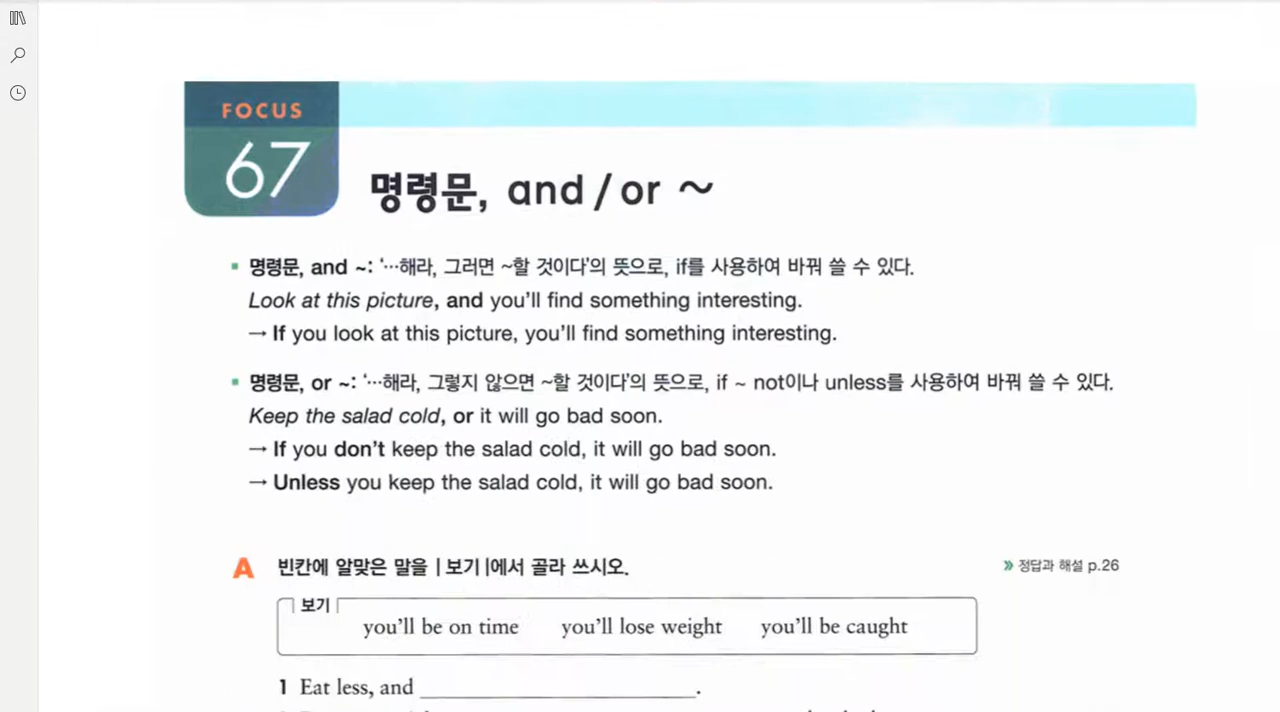 FOCUS
67
명령문, and / or ~
▪ 명령문, and ~: '…해라, 그러면 ~할 것이다'의 뜻으로, if를 사용하여 바꿔 쓸 수 있다.
Look at this picture, and you'll find something interesting.
→ If you look at this picture, you'll find something interesting.
▪ 명령문, or ~: '…해라, 그렇지 않으면 ~할 것이다'의 뜻으로, if ~ not이나 unless를 사용하여 바꿔 쓸 수 있다.
Keep the salad cold, or it will go bad soon.
→ If you don't keep the salad cold, it will go bad soon.
→ Unless you keep the salad cold, it will go bad soon.
A 빈칸에 알맞은 말을 |보기|에서 골라 쓰시오.
» 정답과 해설 p.26
보기
you'll be on time you'll lose weight you'll be caught
1 Eat less, and ____________________.